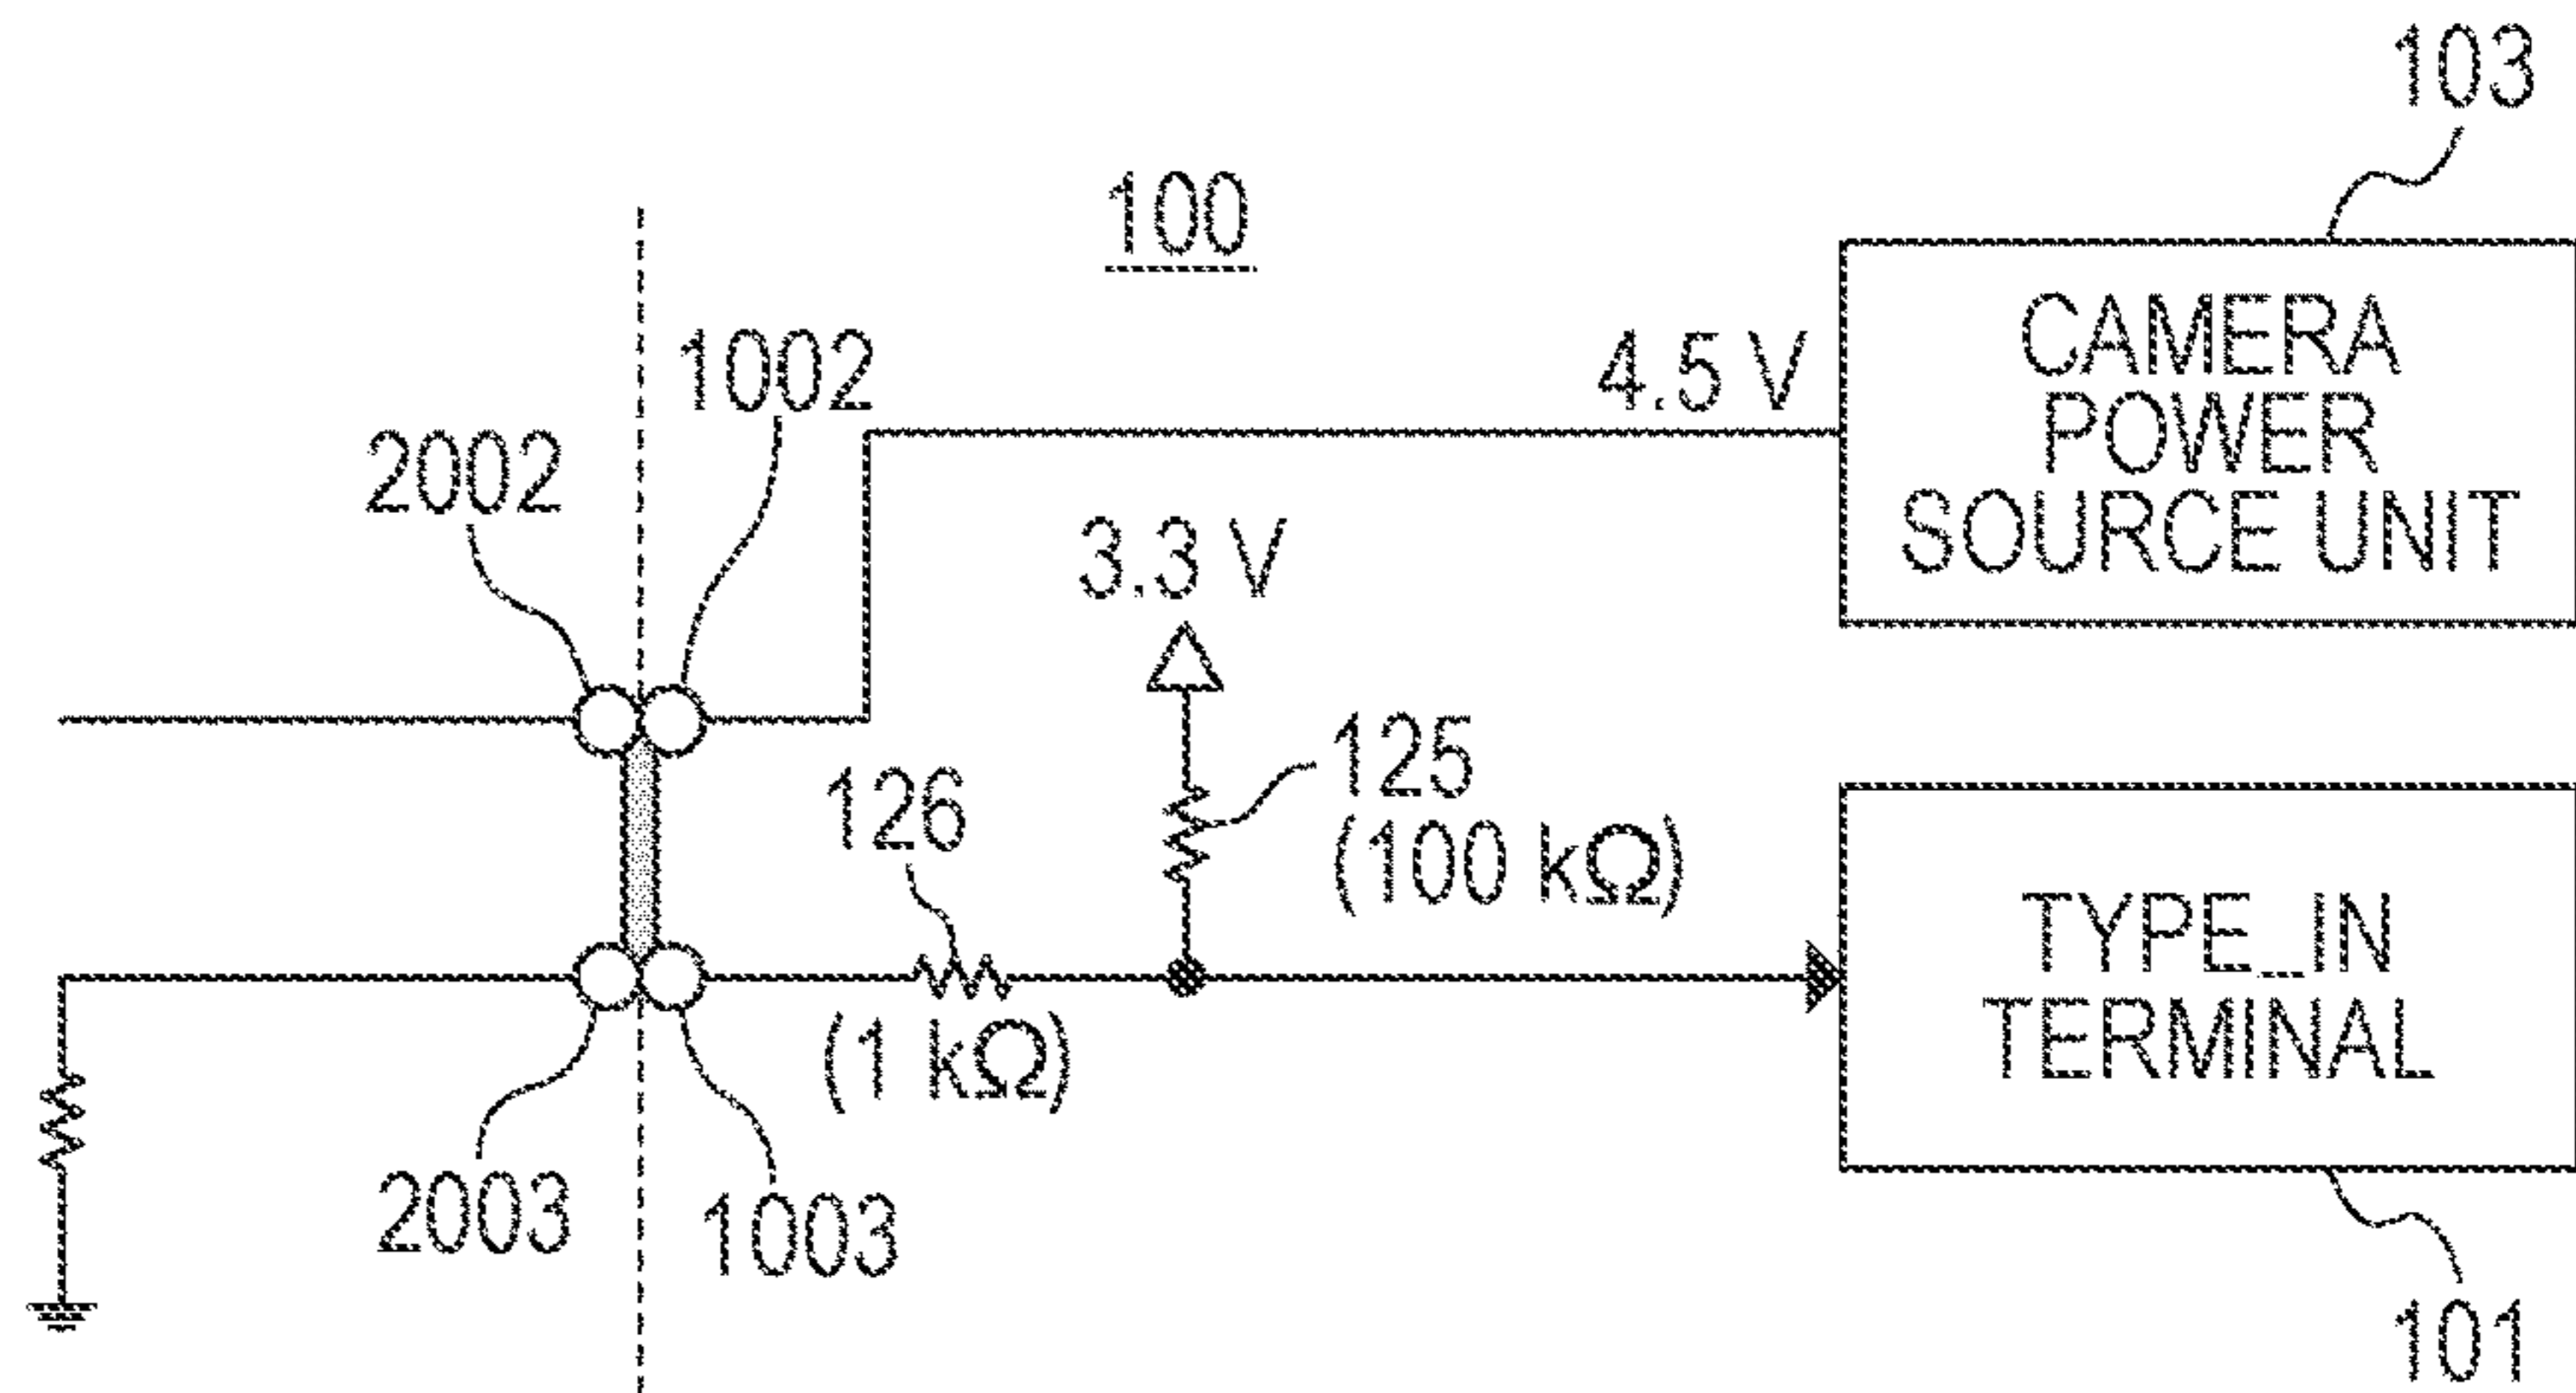 103
100
1002
4.5 V
CAMERA
POWER
SOURCE UNIT
2002
3.3 V
126
125
(100 kΩ)
(1 kΩ)
TYPE_IN
TERMINAL
2003
1003
101